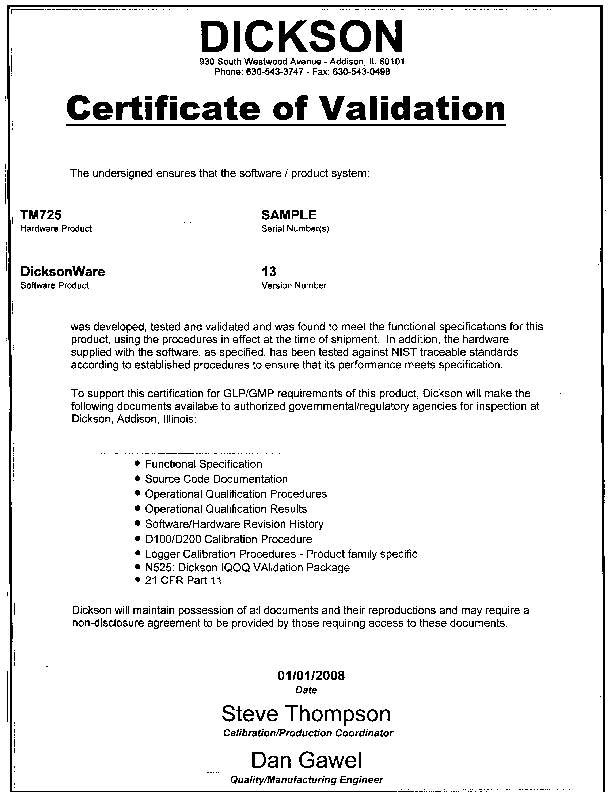 DICKSON
930 South Westwood Avenue - Addison, IL 60101
Phone: 630-543-3747 - Fax: 630-543-0498
Certificate of Validation
The undersigned ensures that the software / product system:
TM725 SAMPLE
Hardware Product Serial Number(s)
DicksonWare 13
Software Product Version Number
was developed, tested and validated and was found to meet the functional specifications for this
product, using the procedures in effect at the time of shipment. In addition, the hardware
supplied with the software, as specified, has been tested against NIST traceable standards
according to established procedures to ensure that its performance meets specification.
To support this certification for GLP/GMP requirements of this product, Dickson will make the
following documents available to authorized governmental/regulatory agencies for inspection at
Dickson, Addison, Illinois:
• Functional Specification
• Source Code Documentation
• Operational Qualification Procedures
• Operational Qualification Results
• Software/Hardware Revision History
• D100/D200 Calibration Procedure
• Logger Calibration Procedures - Product family specific
• N525: Dickson IQOQ VAlidation Package
• 21 CFR Part 11
Dickson will maintain possession of all documents and their reproductions and may require a
non-disclosure agreement to be provided by those requiring access to these documents.
01/01/2008
Date
Steve Thompson
Calibration/Production Coordinator
Dan Gawel
Quality/Manufacturing Engineer